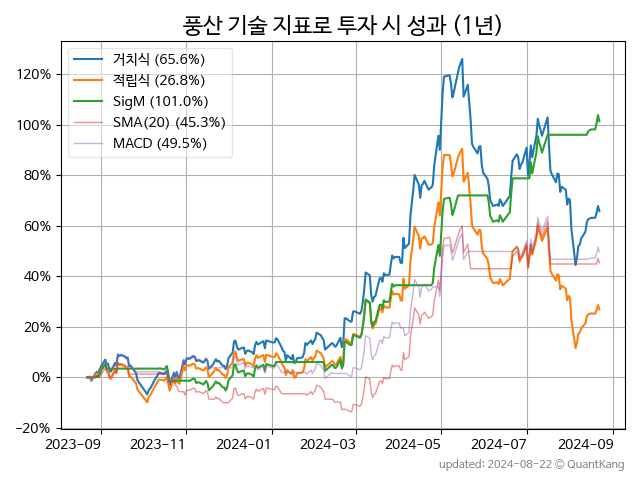 풍산 기술 지표로 투자 시 성과 (1년)
거치식 (65.6%)
적립식 (26.8%)
SigM (101.0%)
SMA(20) (45.3%)
MACD (49.5%)
120%
100%
80%
60%
40%
20%
0%
−20%
2023-09 2023-11 2024-01 2024-03 2024-05 2024-07 2024-09
updated: 2024-08-22 ⓒ QuantKang